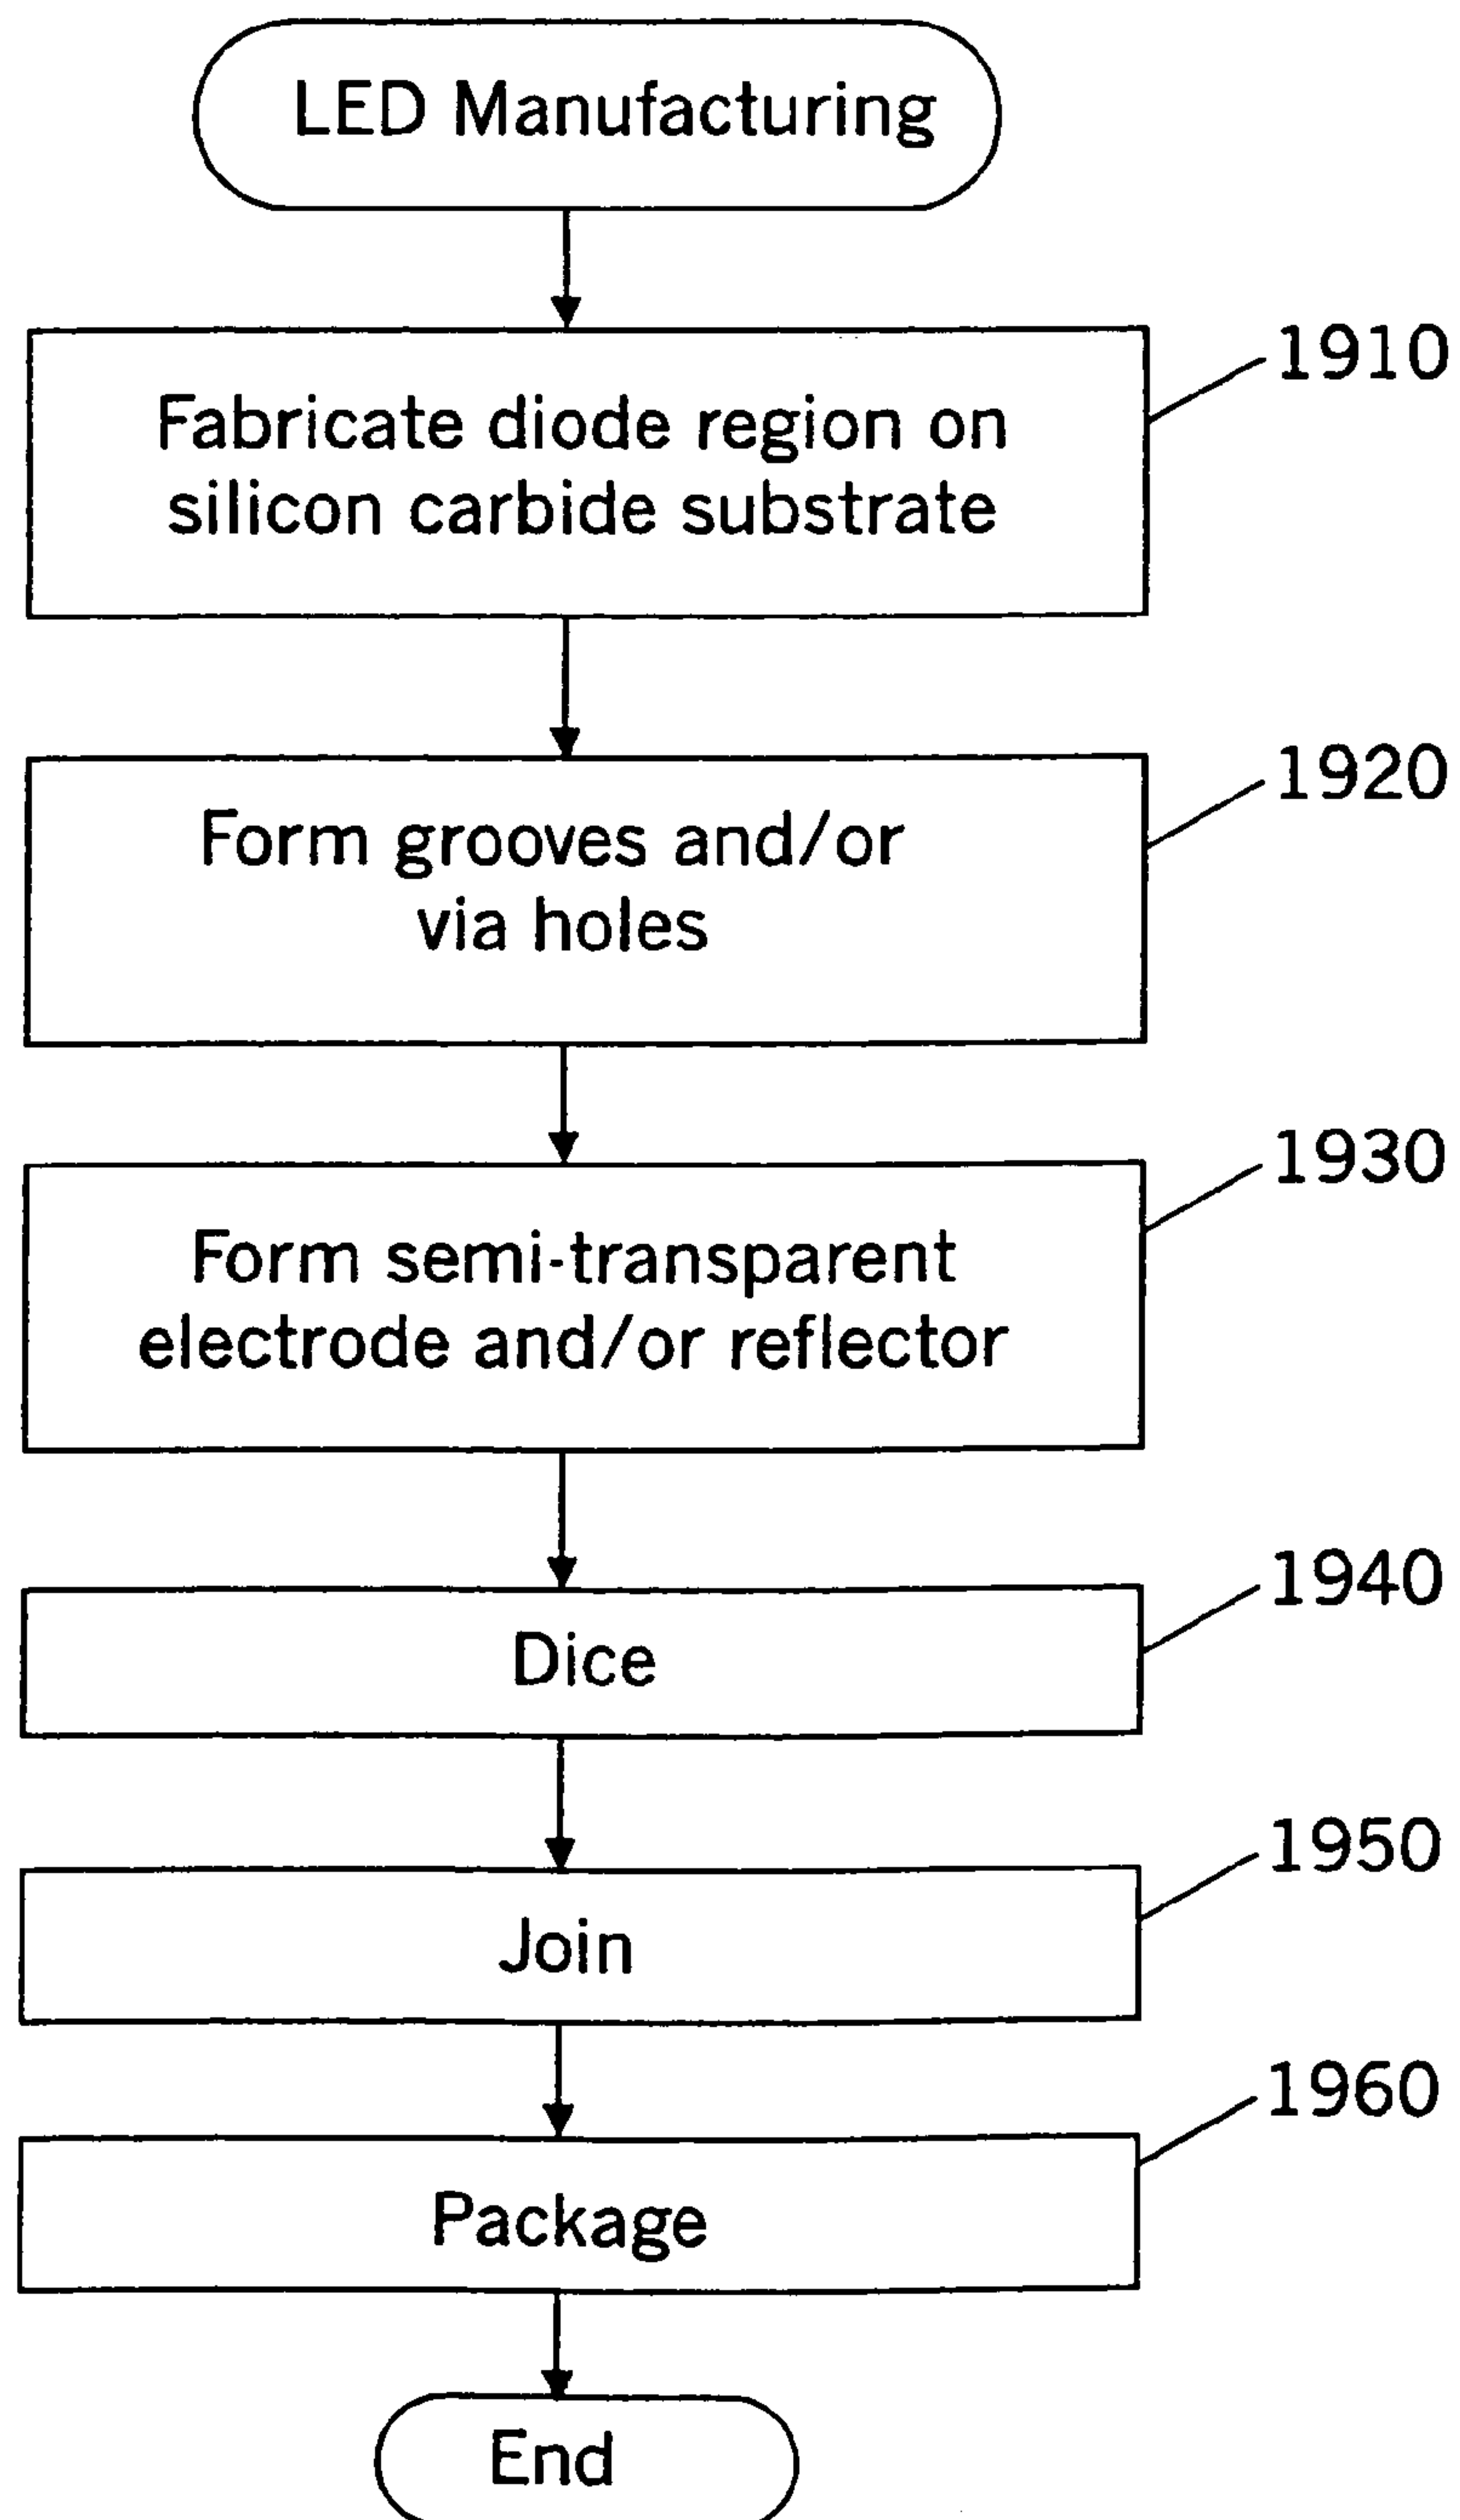 LED Manufacturing
1910
Fabricate diode region on
silicon carbide substrate
1920
Form grooves and/or
via holes
1930
Form semi-transparent
electrode and/or reflector
1940
Dice
1950
Join
1960
Package
End